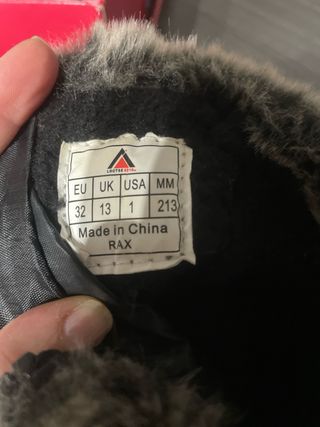 EU UK USA MM
32 13 1 213
Made in China
RAX